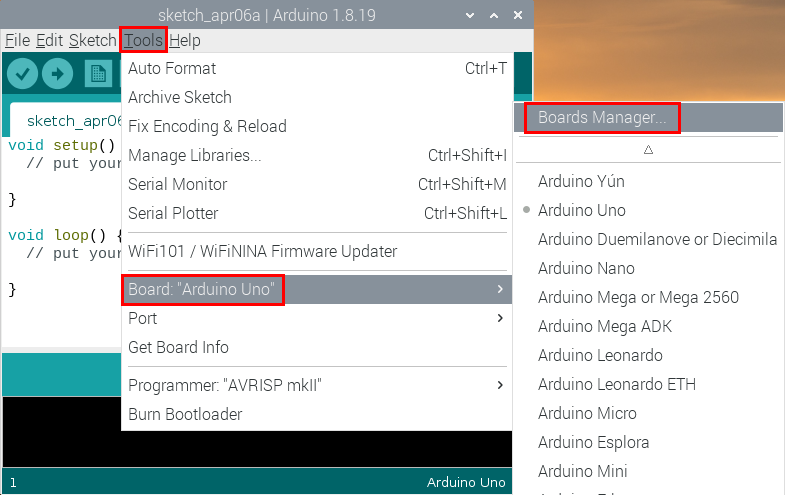 sketch_apr06a | Arduino 1.8.19
File Edit Sketch Tools Help
Auto Format Ctrl+T
Archive Sketch
Fix Encoding & Reload
Manage Libraries... Ctrl+Shift+I
Serial Monitor Ctrl+Shift+M
Serial Plotter Ctrl+Shift+L
WiFi101 / WiFiNINA Firmware Updater
Board: "Arduino Uno"
Port
Get Board Info
Programmer: "AVRISP mkII"
Burn Bootloader
Boards Manager...
Arduino Yún
Arduino Uno
Arduino Duemilanove or Diecimila
Arduino Nano
Arduino Mega or Mega 2560
Arduino Mega ADK
Arduino Leonardo
Arduino Leonardo ETH
Arduino Micro
Arduino Esplora
Arduino Mini
sketch_apr06
void setup()
// put your
}
void loop() {
// put your
}
1 Arduino Uno